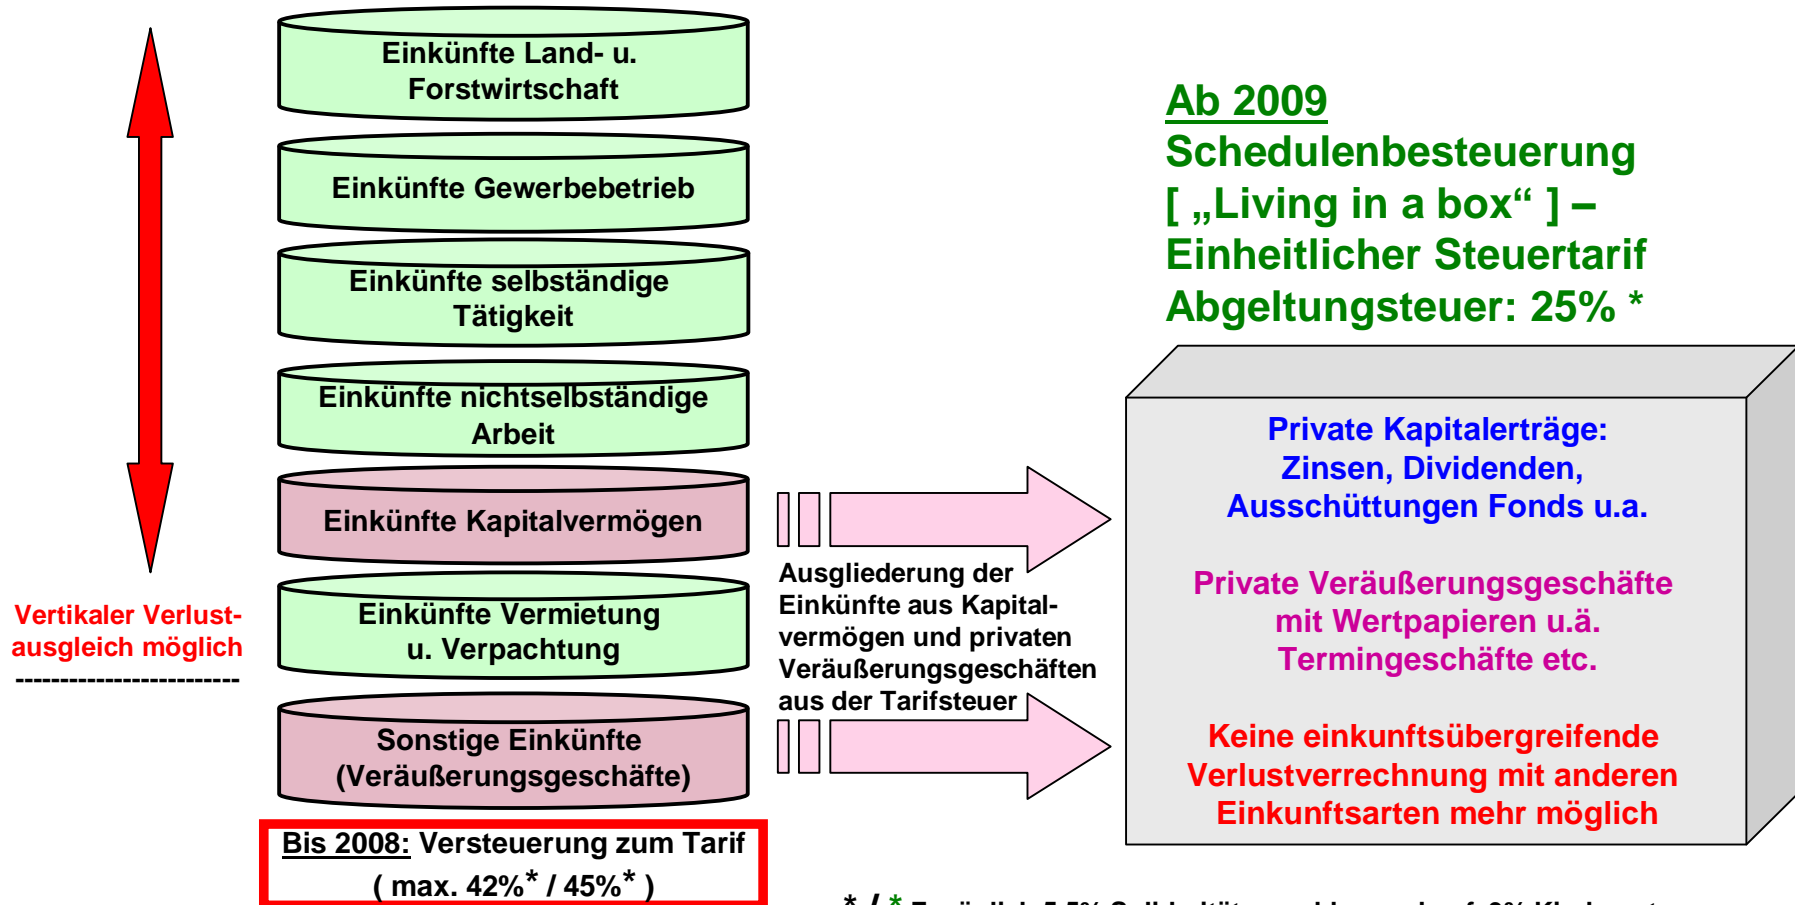 Einkünfte Land- u.
Forstwirtschaft
Einkünfte Gewerbebetrieb
Einkünfte selbständige
Tätigkeit
Einkünfte nichtselbständige
Arbeit
Einkünfte Kapitalvermögen
Einkünfte Vermietung
u. Verpachtung
Sonstige Einkünfte
(Veräußerungsgeschäfte)
Bis 2008: Versteuerung zum Tarif
( max. 42%* / 45%* )
Vertikaler Verlust-
ausgleich möglich
--------------------------
Ausgliederung der
Einkünfte aus Kapital-
vermögen und privaten
Veräußerungsgeschäften
aus der Tarifsteuer
Ab 2009
Schedulenbesteuerung
[ „Living in a box“ ] –
Einheitlicher Steuertarif
Abgeltungsteuer: 25% *
Private Kapitalerträge:
Zinsen, Dividenden,
Ausschüttungen Fonds u.a.
Private Veräußerungsgeschäfte
mit Wertpapieren u.ä.
Termingeschäfte etc.
Keine einkunftsübergreifende
Verlustverrechnung mit anderen
Einkunftsarten mehr möglich
* / *